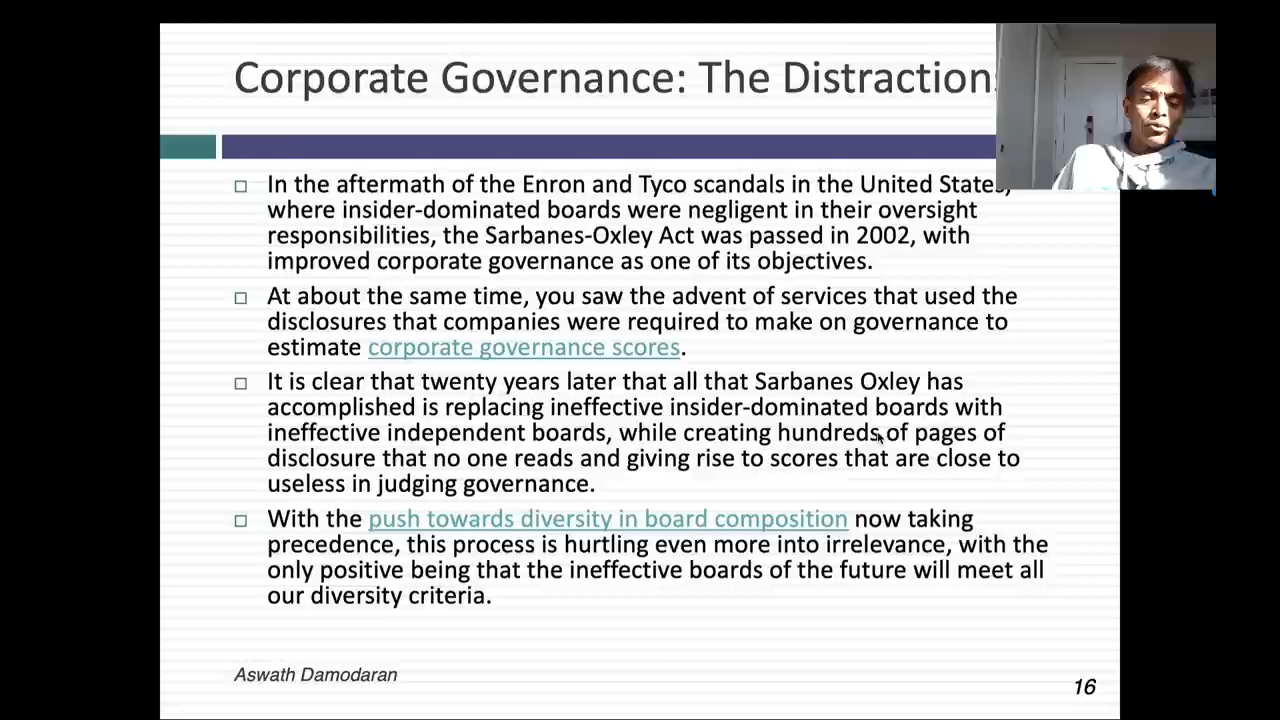 Corporate Governance: The Distractions
In the aftermath of the Enron and Tyco scandals in the United States,
where insider-dominated boards were negligent in their oversight
responsibilities, the Sarbanes-Oxley Act was passed in 2002, with
improved corporate governance as one of its objectives.
At about the same time, you saw the advent of services that used the
disclosures that companies were required to make on governance to
estimate corporate governance scores.
It is clear that twenty years later that all that Sarbanes Oxley has
accomplished is replacing ineffective insider-dominated boards with
ineffective independent boards, while creating hundreds of pages of
disclosure that no one reads and giving rise to scores that are close to
useless in judging governance.
With the push towards diversity in board composition now taking
precedence, this process is hurtling even more into irrelevance, with the
only positive being that the ineffective boards of the future will meet all
our diversity criteria.
Aswath Damodaran
16